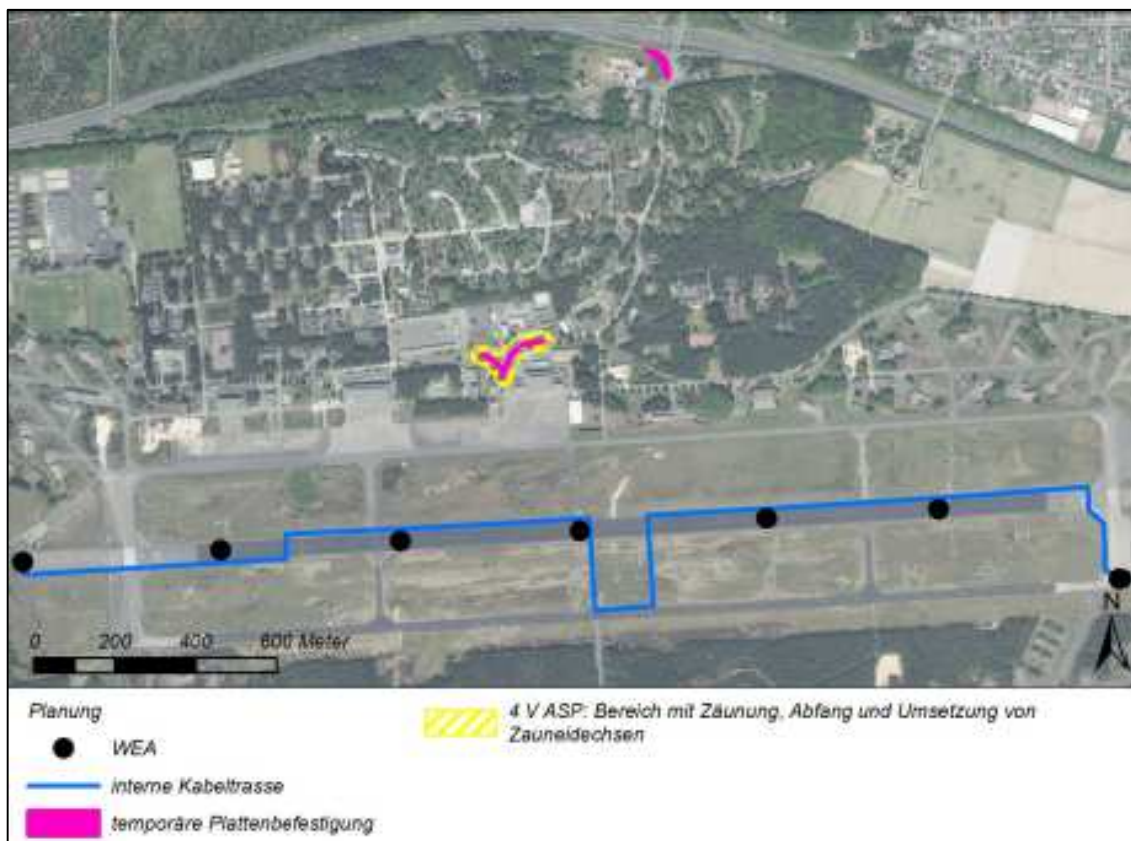 N
0 200 400 600 Meter
Planung
WEA
interne Kabeltrasse
temporäre Plattenbefestigung
4 V ASP: Bereich mit Zäunung, Abfang und Umsetzung von
Zauneidechsen